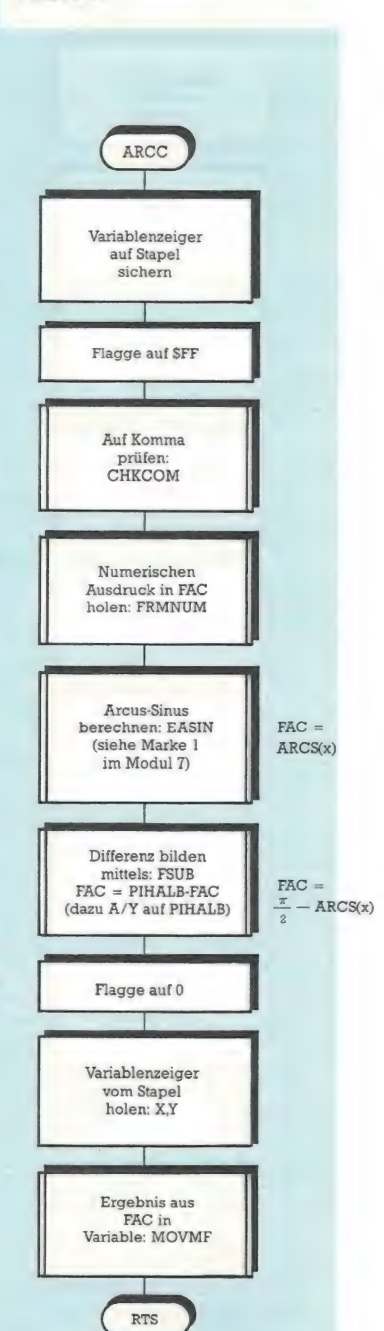 ARCC
Variablenzeiger
auf Stapel
sichern
Flagge auf $FF
Auf Komma
prüfen:
CHKCOM
Numerischen
Ausdruck in FAC
holen: FRMNUM
Arcus-Sinus
berechnen: EASIN
(siehe Marke 1
im Modul 7)
FAC =
ARCS(x)
Differenz bilden
mittels: FSUB
FAC = PIHALB-FAC
(dazu A/Y auf PIHALB)
FAC =
π/2 — ARCS(x)
Flagge auf 0
Variablenzeiger
vom Stapel
holen: X,Y
Ergebnis aus
FAC in
Variable: MOVMF
RTS